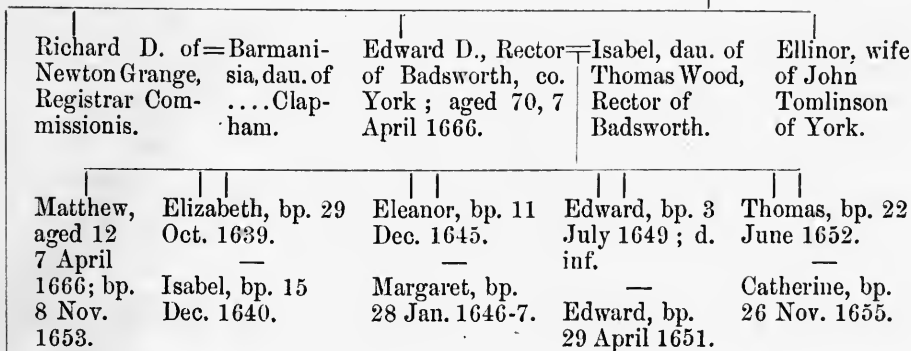 Richard D. of=Barmani-
Newton Grange, sia, dau. of
Registrar Com- ....Clap-
missionis. ham.
Edward D., Rector=Isabel, dau. of
of Badsworth, co. Thomas Wood,
York ; aged 70, 7 Rector of
April 1666. Badsworth.
Ellinor, wife
of John
Tomlinson
of York.
Matthew,
aged 12
7 April
1666; bp.
8 Nov.
1653.
Elizabeth, bp. 29
Oct. 1639.
—
Isabel, bp. 15
Dec. 1640.
Eleanor, bp. 11
Dec. 1645.
—
Margaret, bp.
28 Jan. 1646-7.
Edward, bp. 3
July 1649 ; d.
inf.
—
Edward, bp.
29 April 1651.
Thomas, bp. 22
June 1652.
—
Catherine, bp.
26 Nov. 1655.